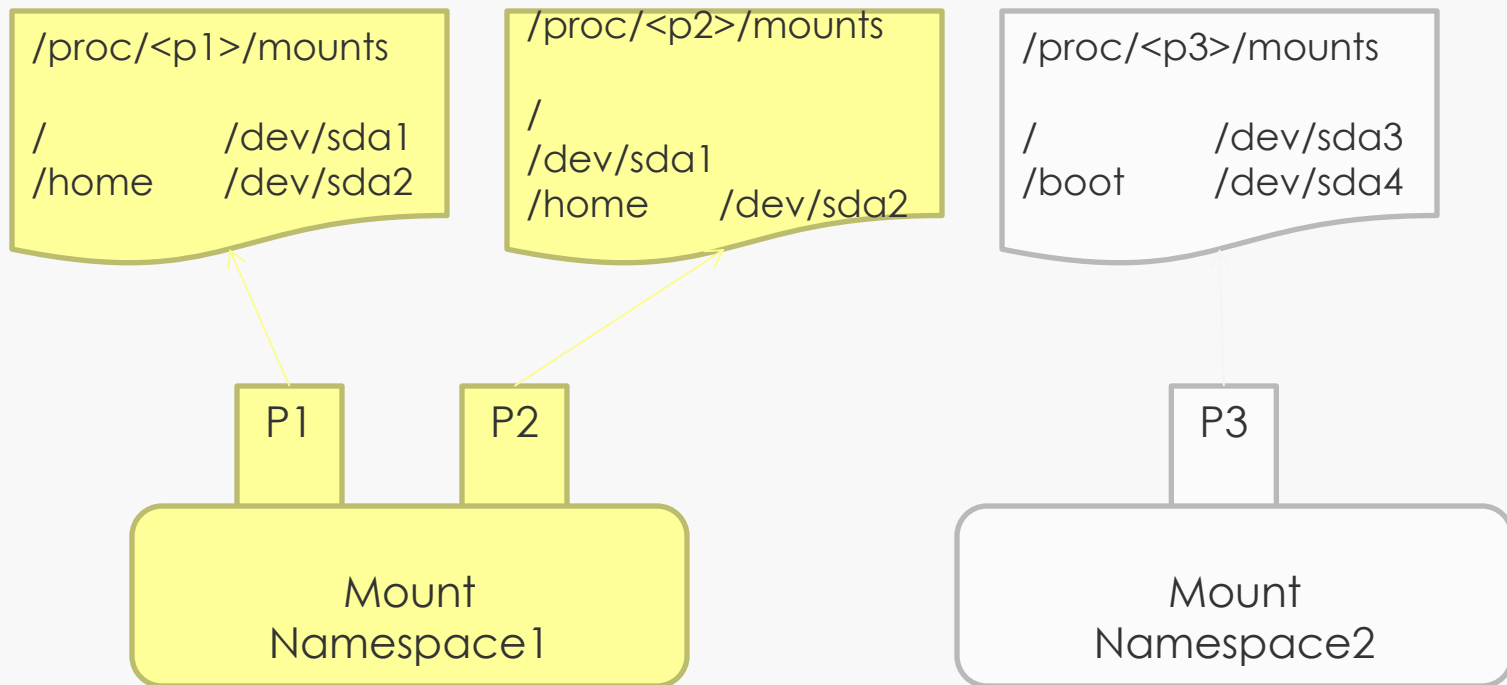 /proc/<p1>/mounts
/ /dev/sda1
/home /dev/sda2
/proc/<p2>/mounts
/
/dev/sda1
/home /dev/sda2
/proc/<p3>/mounts
/ /dev/sda3
/boot /dev/sda4
P1
P2
P3
Mount
Namespace1
Mount
Namespace2